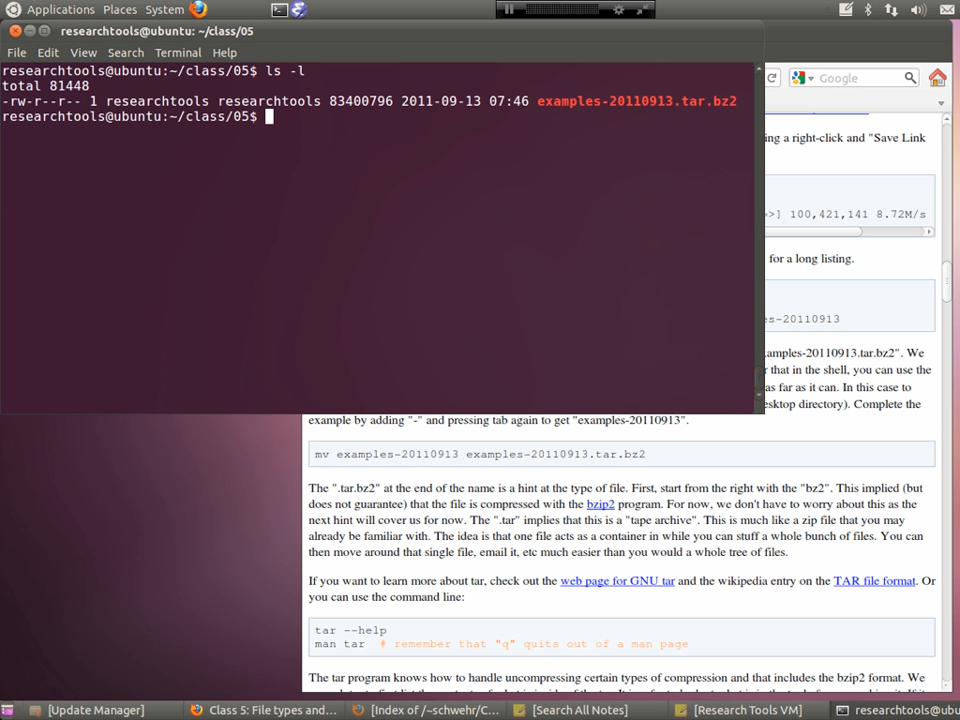 Applications Places System
researchtools@ubuntu: ~/class/05
File Edit View Search Terminal Help
researchtools@ubuntu:~/class/05$ ls -l
total 81448
-rw-r--r-- 1 researchtools researchtools 83400796 2011-09-13 07:46 examples-20110913.tar.bz2
researchtools@ubuntu:~/class/05$
Google
ing a right-click and "Save Link
=>] 100,421,141 8.72M/s
for a long listing.
es-20110913
amples-20110913.tar.bz2". We
r that in the shell, you can use the
as far as it can. In this case to
esktop directory). Complete the
example by adding "-" and pressing tab again to get "examples-20110913".
mv examples-20110913 examples-20110913.tar.bz2
The ".tar.bz2" at the end of the name is a hint at the type of file. First, start from the right with the "bz2". This implied (but
does not guarantee) that the file is compressed with the bzip2 program. For now, we don't have to worry about this as the
next hint will cover us for now. The ".tar" implies that this is a "tape archive". This is much like a zip file that you may
already be familiar with. The idea is that one file acts as a container in while you can stuff a whole bunch of files. You can
then move around that single file, email it, etc much easier than you would a whole tree of files.
If you want to learn more about tar, check out the web page for GNU tar and the wikipedia entry on the TAR file format. Or
you can use the command line:
tar --help
man tar # remember that "q" quits out of a man page
The tar program knows how to handle uncompressing certain types of compression and that includes the bzip2 format. We
[Update Manager] Class 5: File types and... [Index of /~schwehr/C... [Search All Notes] [Research Tools VM] researchtools@ubu